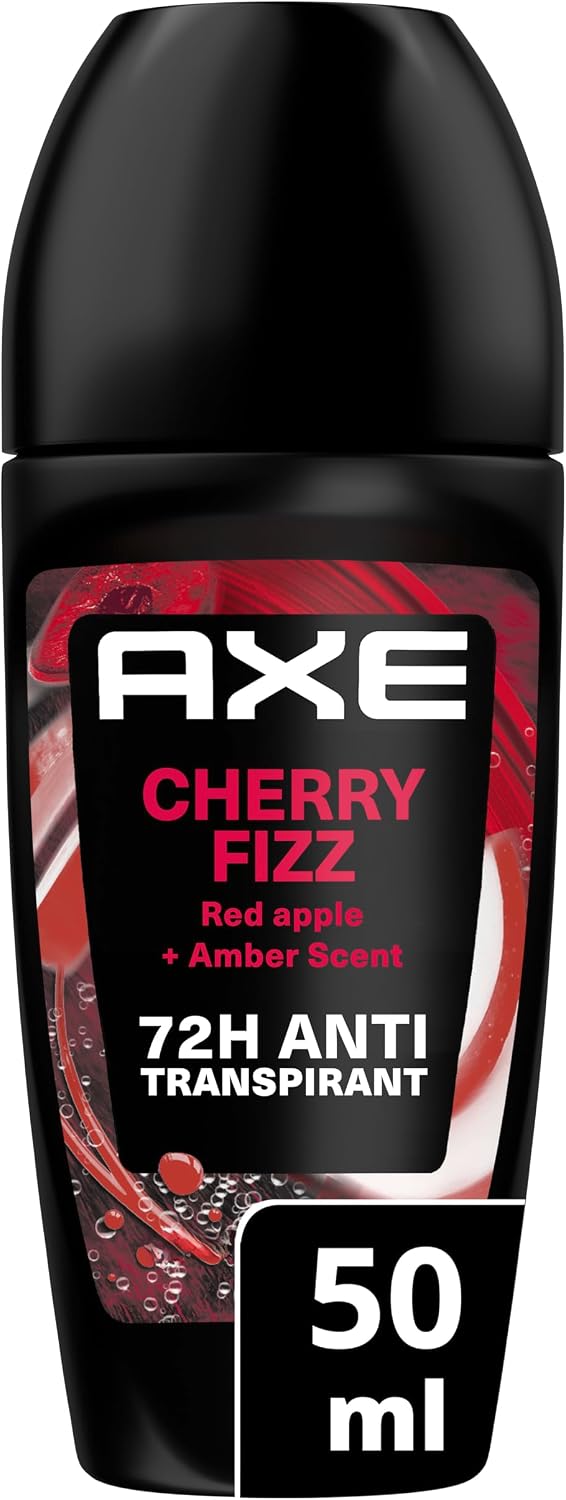 AXE
CHERRY
FIZZ
Red apple
+ Amber Scent
72H ANTI
TRANSPIRANT
50
ml